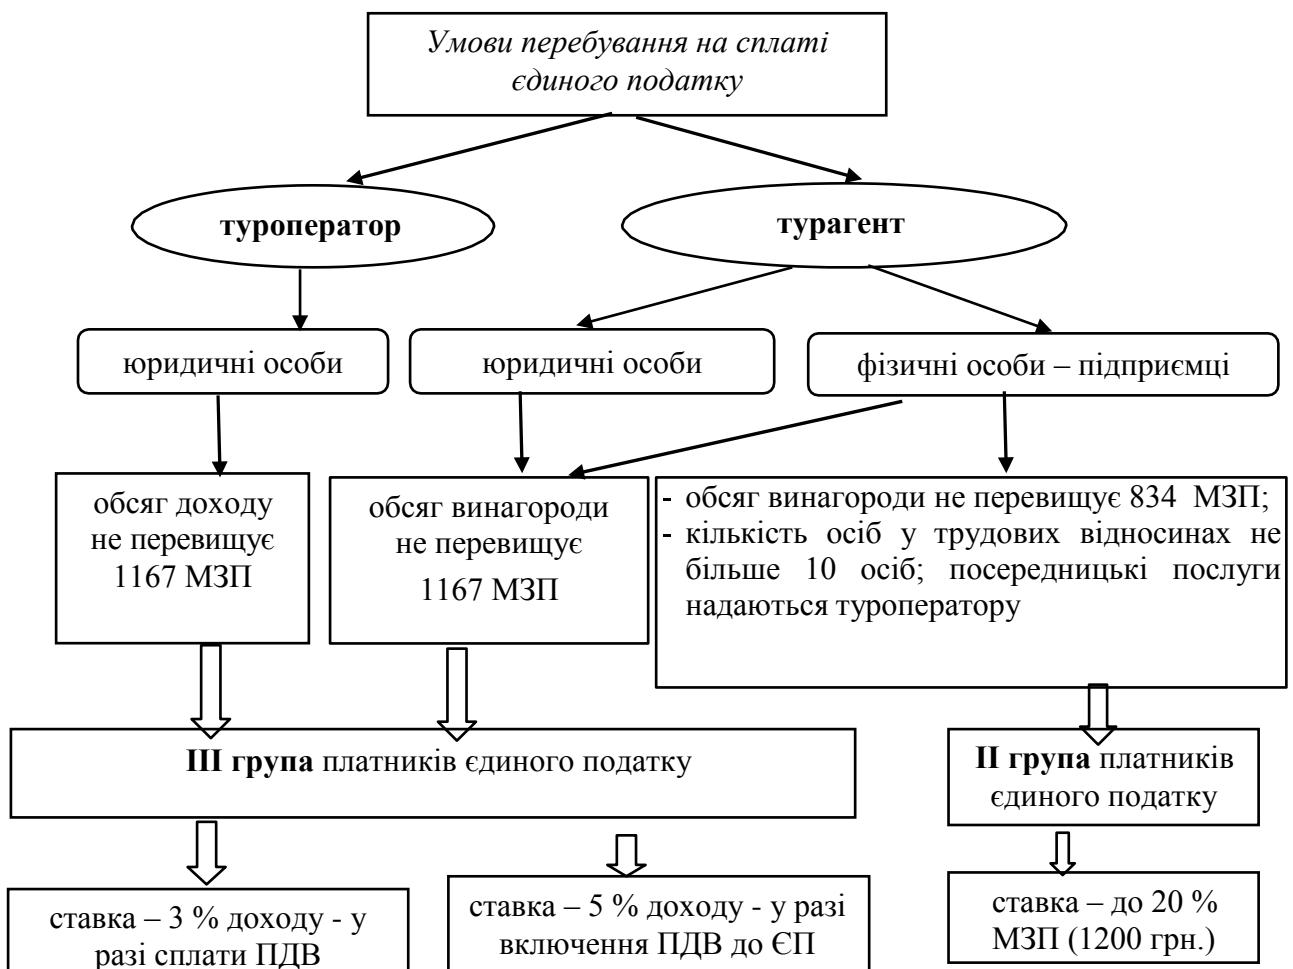 Умови перебування на сплаті
єдиного податку
туроператор
турагент
юридичні особи
юридичні особи
фізичні особи – підприємці
обсяг доходу
не перевищує
1167 МЗП
обсяг винагороди
не перевищує
1167 МЗП
- обсяг винагороди не перевищує 834 МЗП;
- кількість осіб у трудових відносинах не
більше 10 осіб; посередницькі послуги
надаються туроператору
ІІІ група платників єдиного податку
ІІ група платників
єдиного податку
ставка – 3 % доходу - у
разі сплати ПДВ
ставка – 5 % доходу - у разі
включення ПДВ до ЄП
ставка – до 20 %
МЗП (1200 грн.)